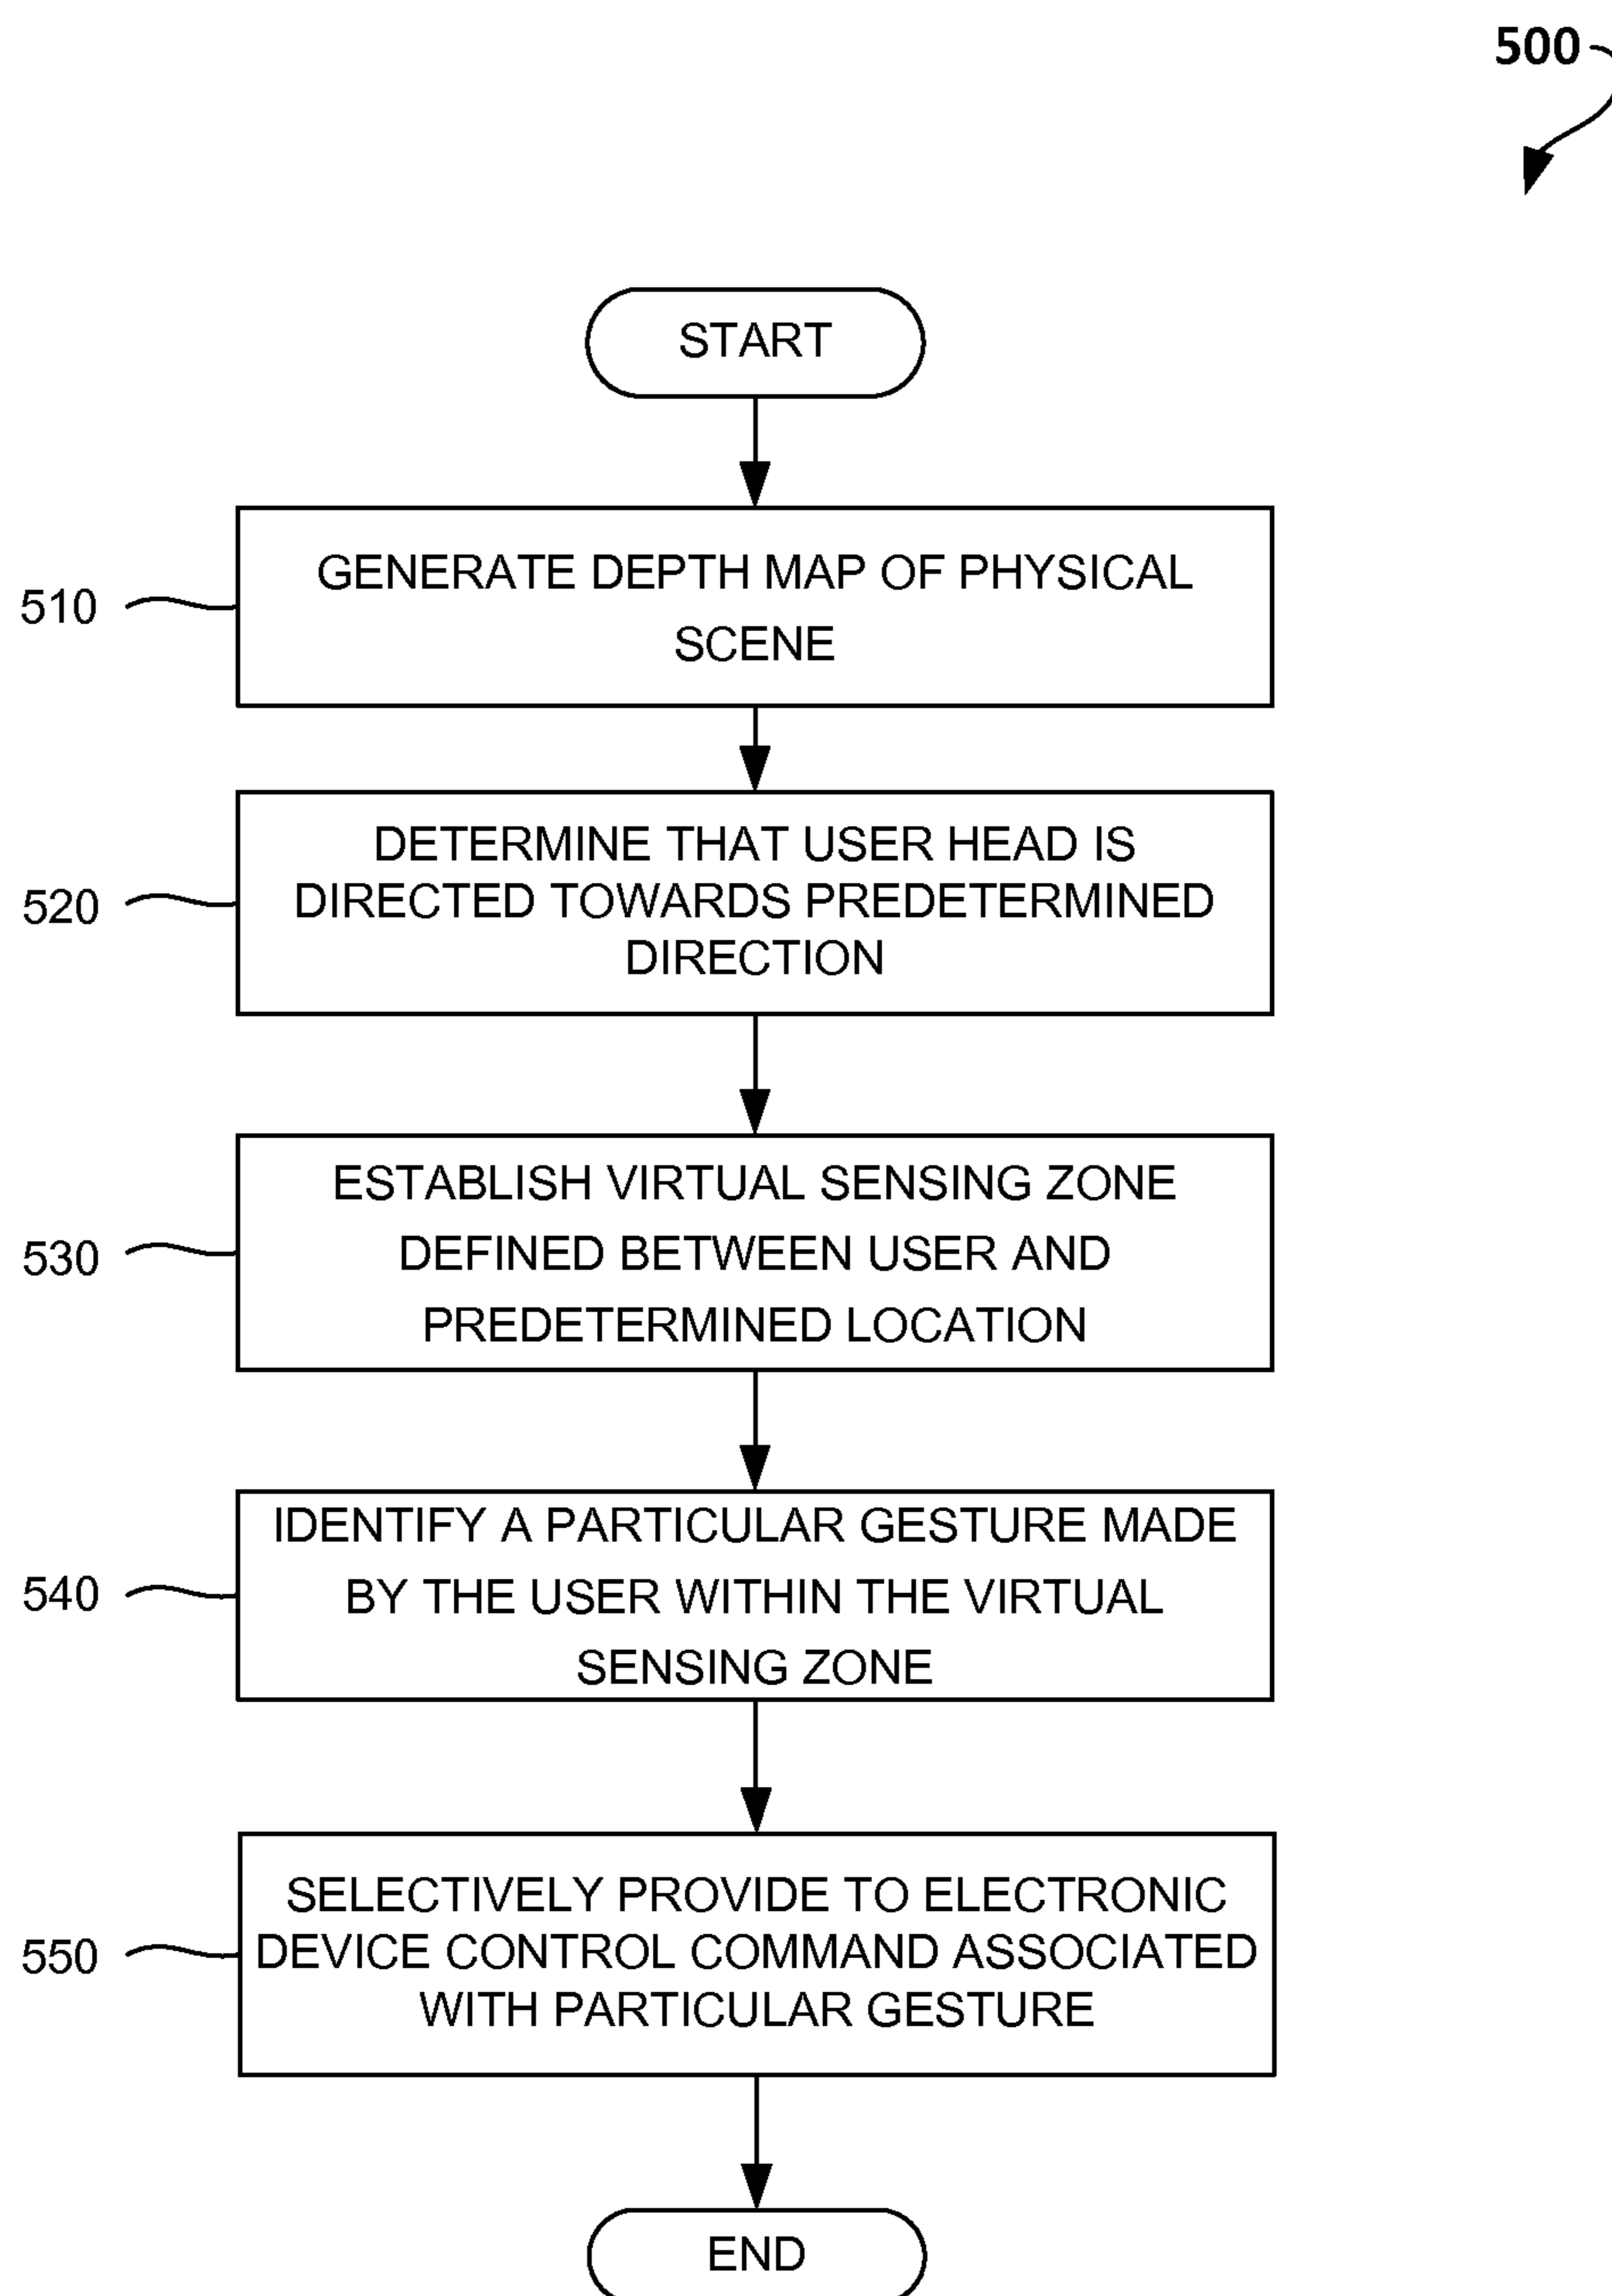 500
START
510
GENERATE DEPTH MAP OF PHYSICAL
SCENE
520
DETERMINE THAT USER HEAD IS
DIRECTED TOWARDS PREDETERMINED
DIRECTION
530
ESTABLISH VIRTUAL SENSING ZONE
DEFINED BETWEEN USER AND
PREDETERMINED LOCATION
540
IDENTIFY A PARTICULAR GESTURE MADE
BY THE USER WITHIN THE VIRTUAL
SENSING ZONE
550
SELECTIVELY PROVIDE TO ELECTRONIC
DEVICE CONTROL COMMAND ASSOCIATED
WITH PARTICULAR GESTURE
END